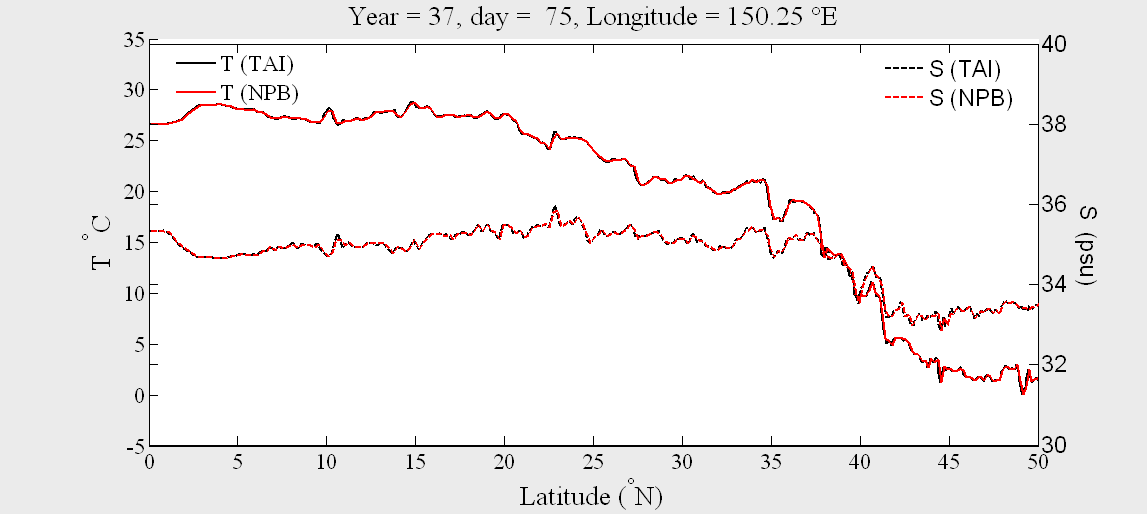 Year = 37, day =  75, Longitude = 150.25 °E
T (TAI)
T (NPB)
S (TAI)
S (NPB)
35
30
25
20
15
10
5
0
-5
T °C
40
38
36
34
32
30
S (psu)
0 5 10 15 20 25 30 35 40 45 50
Latitude (°N)